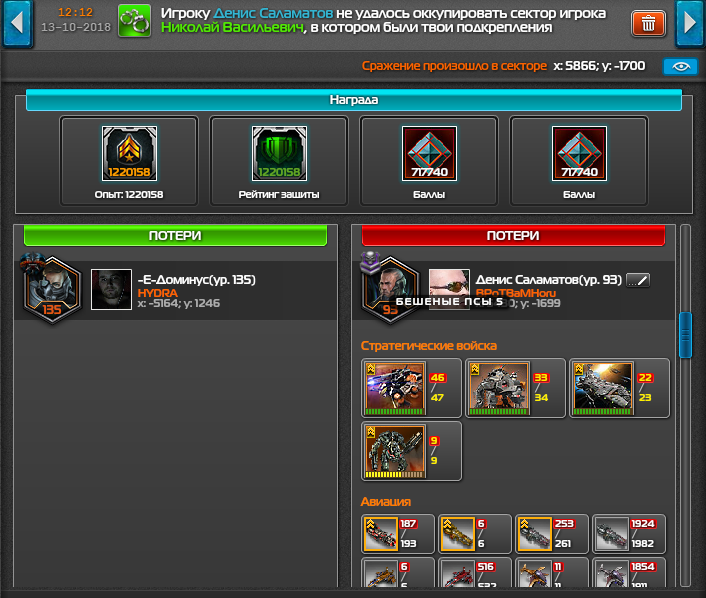 12:12
13-10-2018
Игроку Денис Саламатов не удалось оккупировать сектор игрока
Николай Васильевич, в котором были твои подкрепления
Сражение произошло в секторе x: 5866; y: -1700
Награда
1220158
1220158
717740
717740
Опыт: 1220158
Рейтинг защиты
Баллы
Баллы
ПОТЕРИ
-Е-Доминус(ур. 135)
HYDRA
x: -5164; y: 1246
135
ПОТЕРИ
Денис Саламатов(ур. 93)
БЕШЕНЫЕ ПСЫ 5
; y: -1699
93
Стратегические войска
46 / 47
33 / 34
22 / 23
9 / 9
Авиация
187 / 193
6 / 6
253 / 261
1924 / 1982
6
516
11
1854